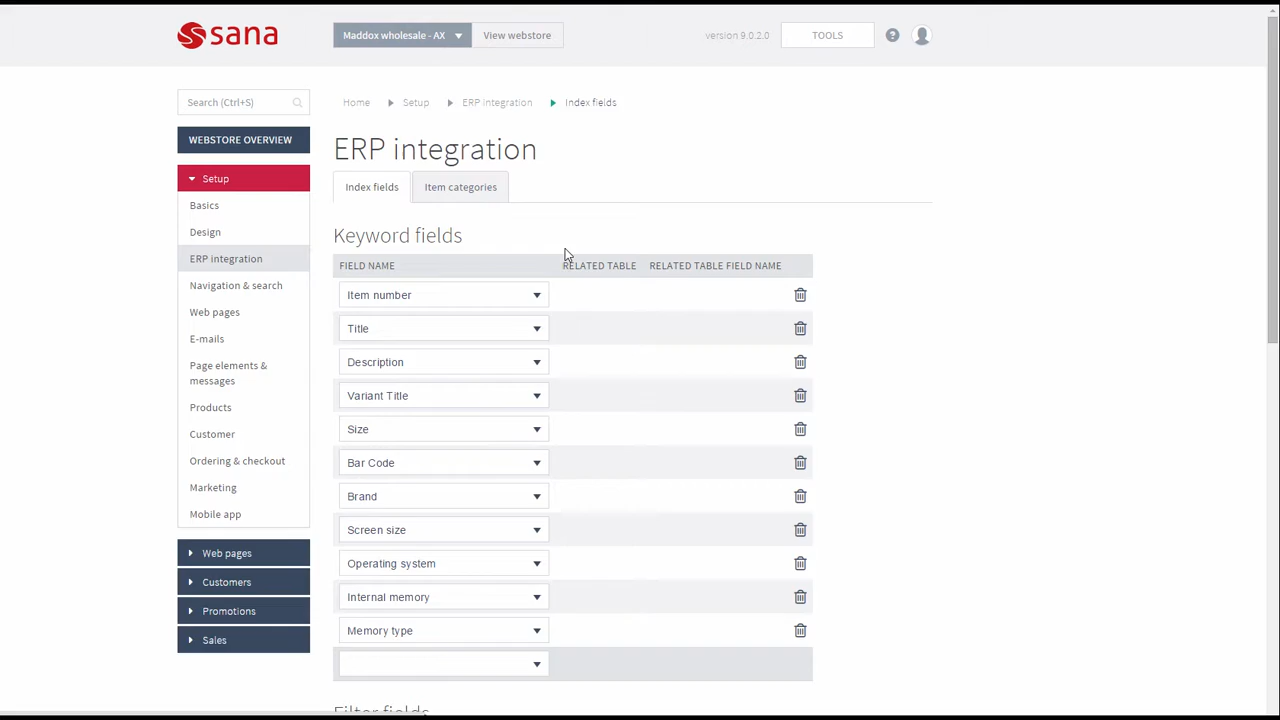 sana
Maddox wholesale - AX
View webstore
version 9.0.2.0
TOOLS
?
Search (Ctrl+S)
WEBSTORE OVERVIEW
Setup
Basics
Design
ERP integration
Navigation & search
Web pages
E-mails
Page elements &
messages
Products
Customer
Ordering & checkout
Marketing
Mobile app
Web pages
Customers
Promotions
Sales
Home Setup ERP integration Index fields
ERP integration
Index fields
Item categories
Keyword fields
FIELD NAME RELATED TABLE RELATED TABLE FIELD NAME
Item number
Title
Description
Variant Title
Size
Bar Code
Brand
Screen size
Operating system
Internal memory
Memory type
Filter fields